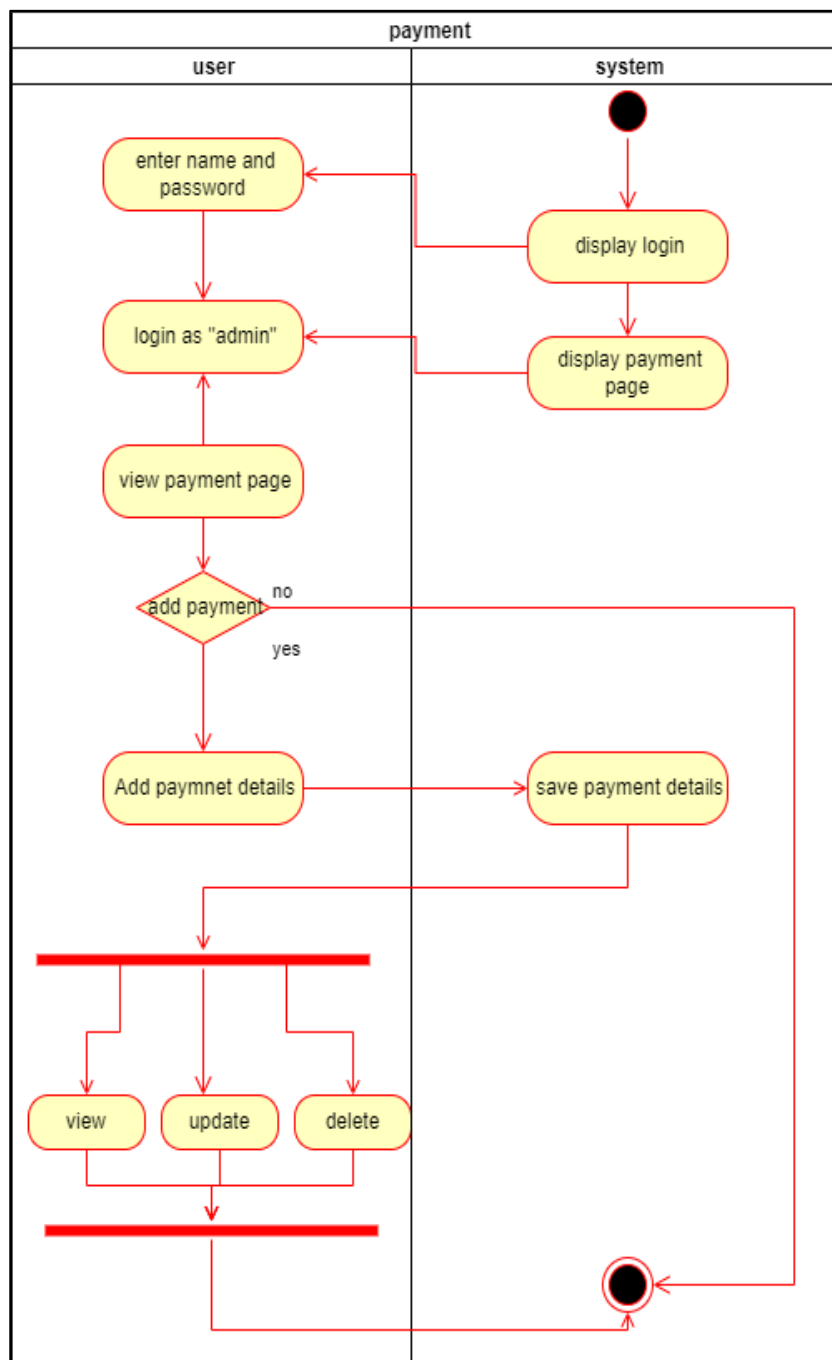 payment
user
system
enter name and
password
display login
login as "admin"
display payment
page
view payment page
add payment
no
yes
Add paymnet details
save payment details
view
update
delete